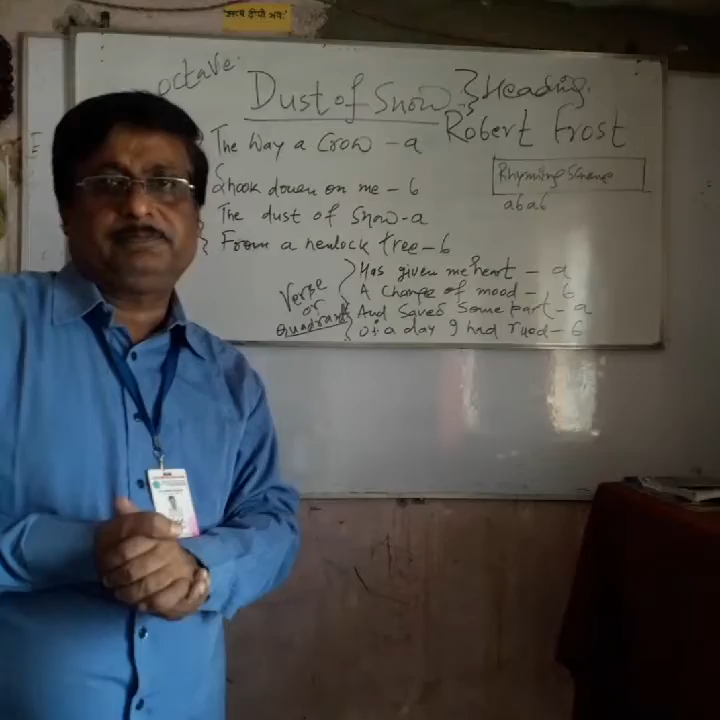 octave.
Dust of Snow } Heading.
Robert Frost
The Way a Crow - a
Shook down on me - b
The dust of snow - a
From a hemlock tree - b
Rhyming Scheme
abab
Verse
or
quadrant
Has given me heart - a
A change of mood - b
And Saved Some part - a
Of a day I had rued - b